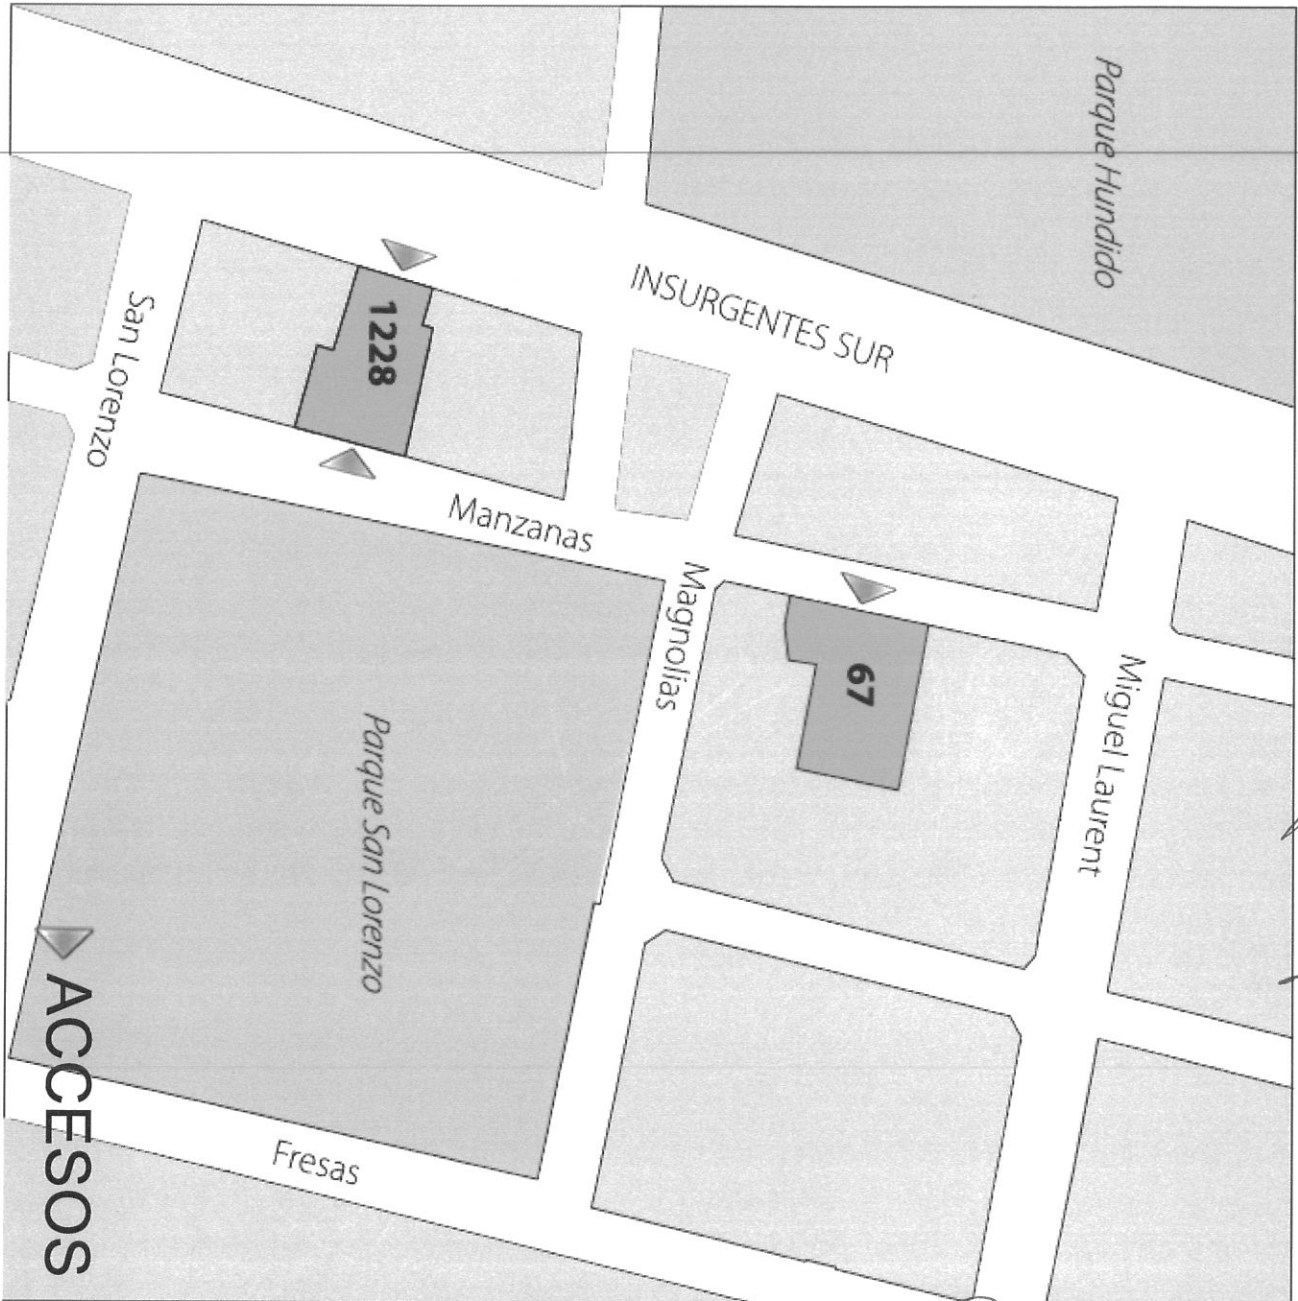 Parque Hundido
INSURGENTES SUR
1228
San Lorenzo
Manzanas
Magnolias
67
Miguel Laurent
Parque San Lorenzo
ACCESOS
Fresas